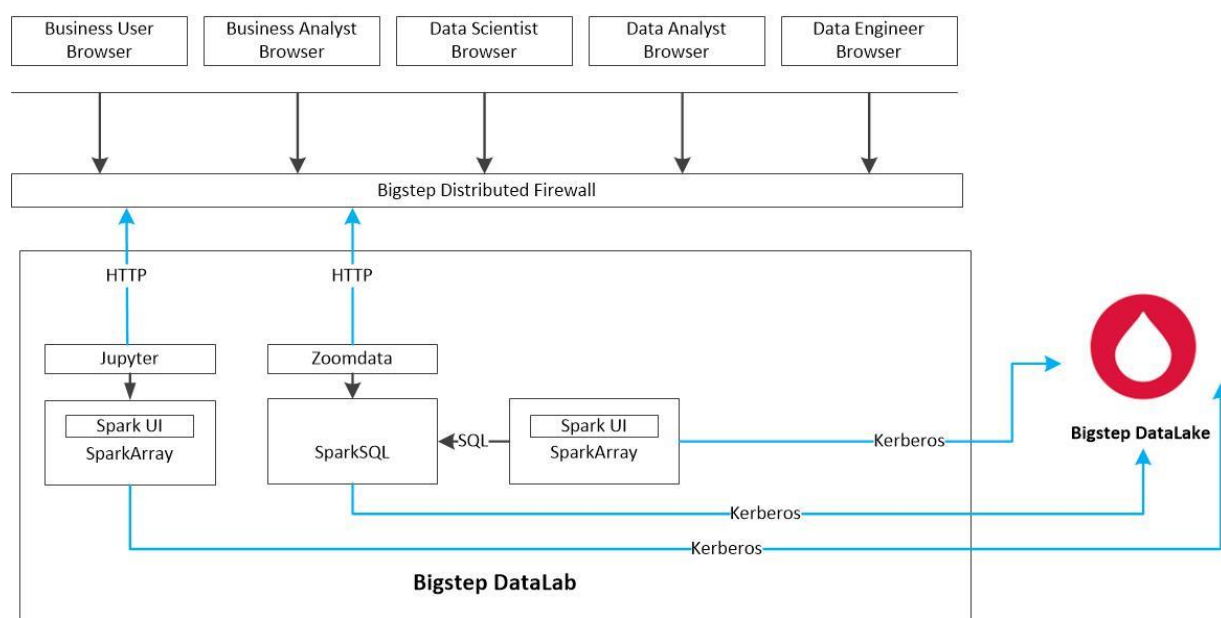 Business User
Browser
Business Analyst
Browser
Data Scientist
Browser
Data Analyst
Browser
Data Engineer
Browser
Bigstep Distributed Firewall
HTTP
HTTP
Jupyter
Zoomdata
Spark UI
SparkArray
SparkSQL
SQL
Spark UI
SparkArray
Kerberos
Bigstep DataLake
Kerberos
Kerberos
Bigstep DataLab